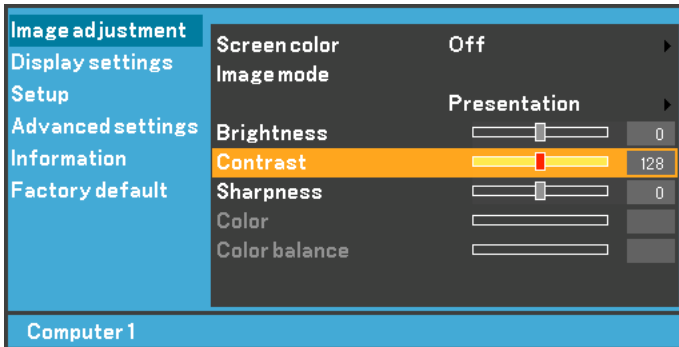 Image adjustment
Display settings
Setup
Advanced settings
Information
Factory default
Screen color Off
Image mode
Presentation
Brightness 0
Contrast 128
Sharpness 0
Color
Color balance
Computer 1